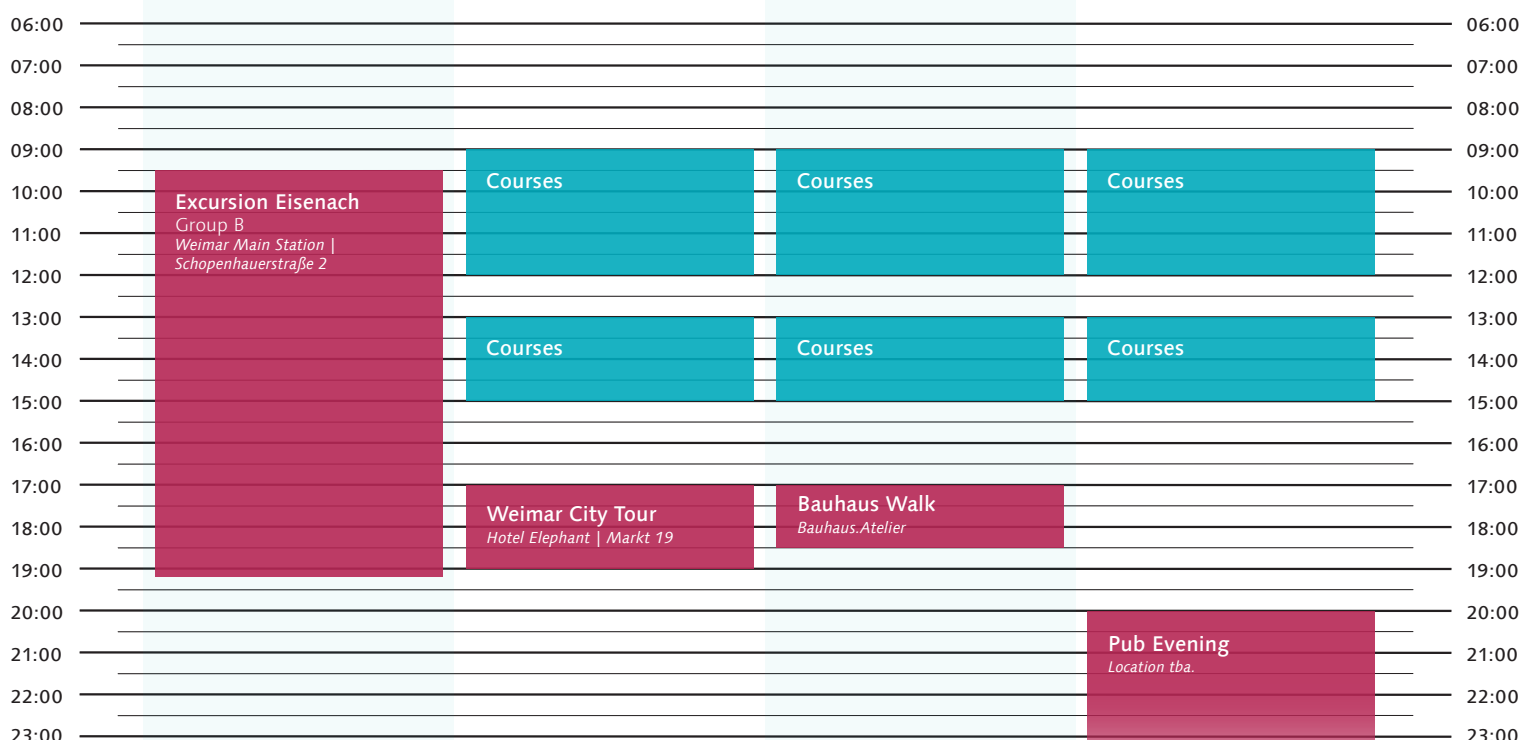 06:00 06:00
07:00 07:00
08:00 08:00
09:00 09:00
Courses Courses Courses
10:00 10:00
Excursion Eisenach
Group B
11:00 11:00
Weimar Main Station |
Schopenhauerstraße 2
12:00 12:00
13:00 13:00
Courses Courses Courses
14:00 14:00
15:00 15:00
16:00 16:00
17:00 17:00
Bauhaus Walk
Weimar City Tour
18:00 Bauhaus.Atelier 18:00
Hotel Elephant | Markt 19
19:00 19:00
20:00 20:00
Pub Evening
21:00 21:00
Location tba.
22:00 22:00
23:00 23:00